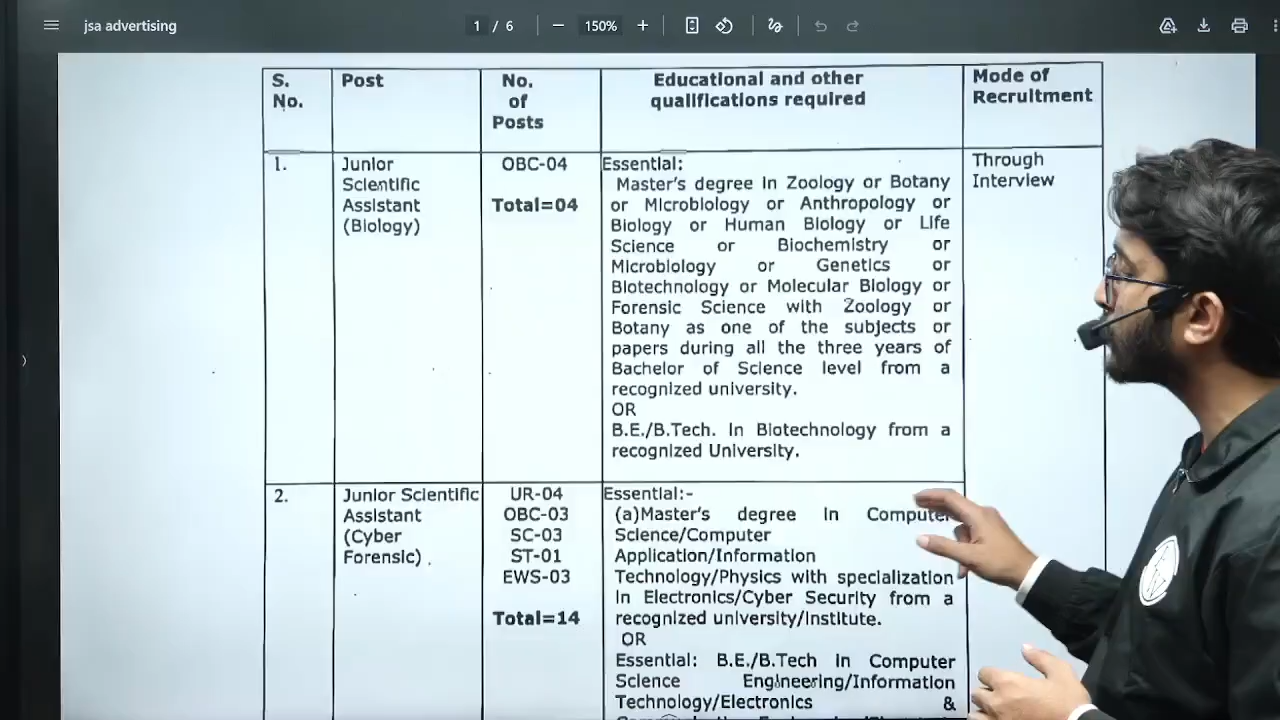 jsa advertising
1 / 6
150%
S. No.
Post
No. of Posts
Educational and other qualifications required
Mode of Recruitment
1.
Junior
Scientific
Assistant
(Biology)
OBC-04
Total=04
Essential:
Master's degree in Zoology or Botany
or Microbiology or Anthropology or
Biology or Human Biology or Life
Science or Biochemistry or
Microbiology or Genetics or
Biotechnology or Molecular Biology or
Forensic Science with Zoology or
Botany as one of the subjects or
papers during all the three years of
Bachelor of Science level from a
recognized university.
OR
B.E./B.Tech. In Biotechnology from a
recognized University.
Through
Interview
2.
Junior Scientific
Assistant
(Cyber
Forensic)
UR-04
OBC-03
SC-03
ST-01
EWS-03
Total=14
Essential:-
(a)Master's degree in Computer
Science/Computer
Application/Information
Technology/Physics with specialization
in Electronics/Cyber Security from a
recognized university/institute.
OR
Essential: B.E./B.Tech in Computer
Science Engineering/Information
Technology/Electronics &